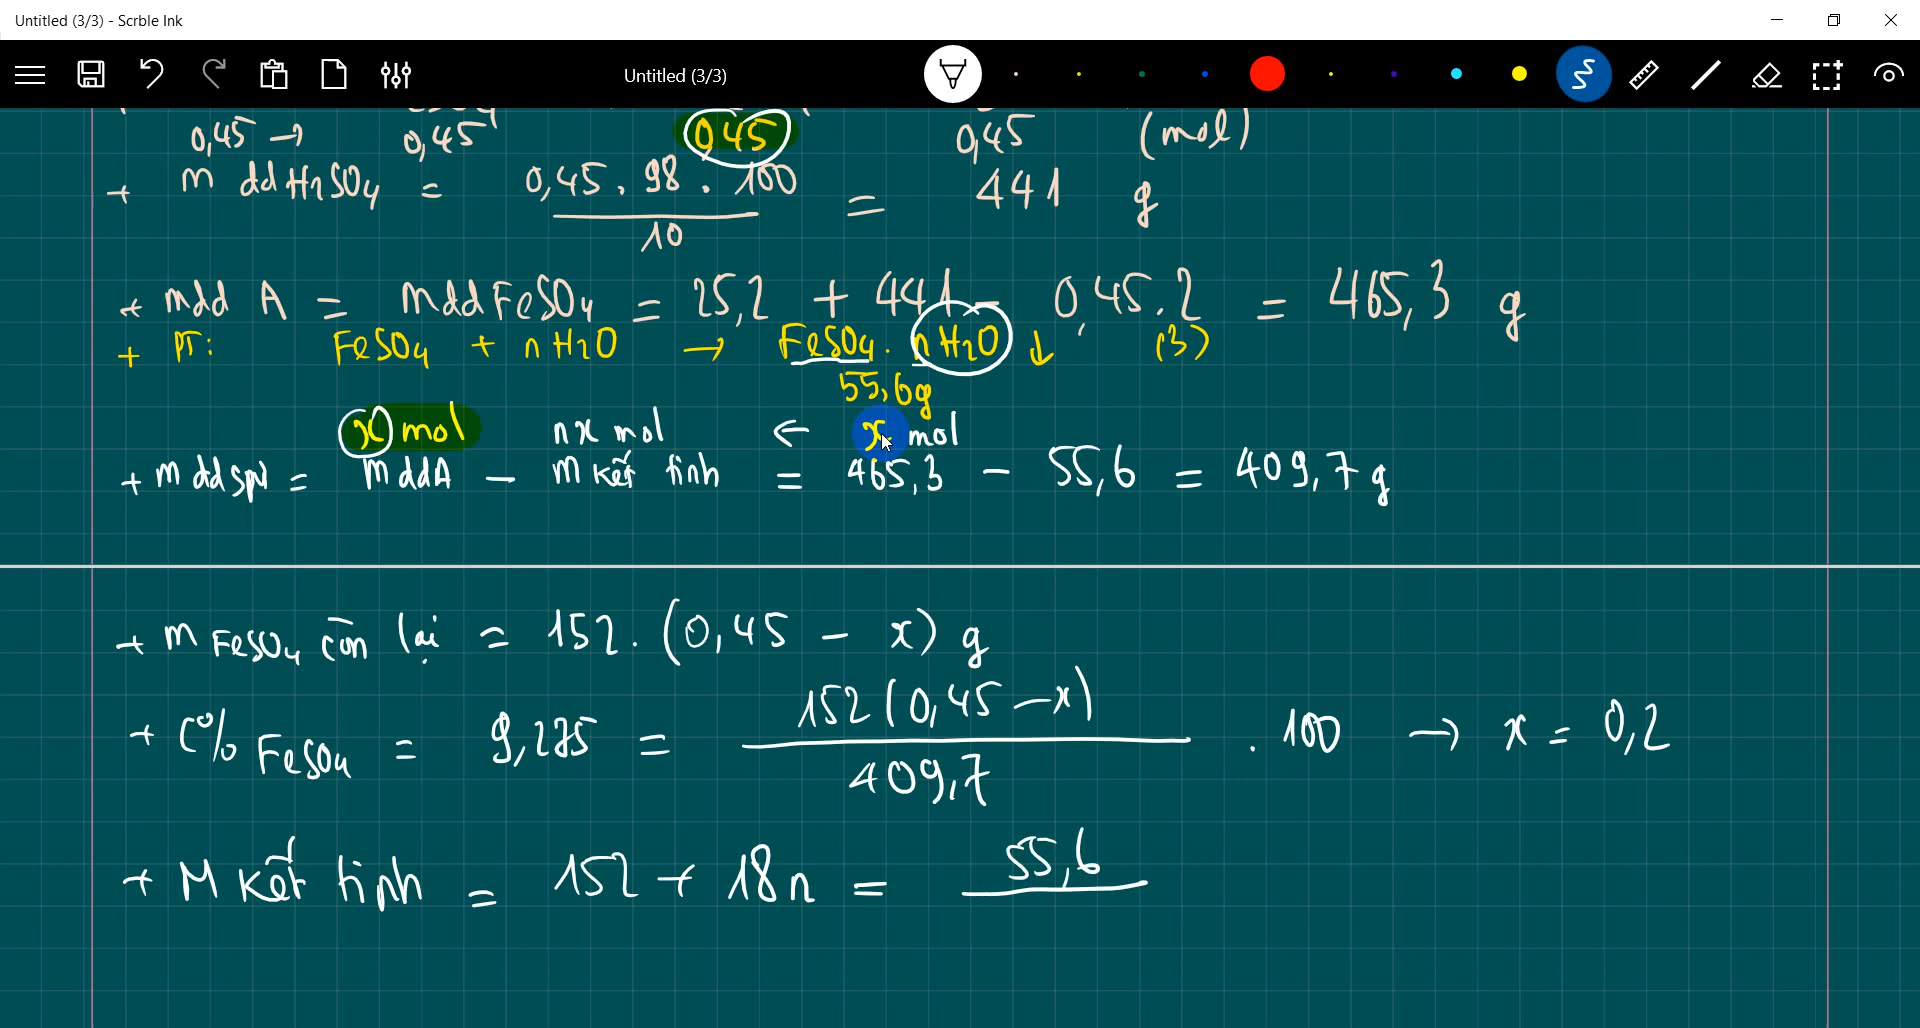 Untitled (3/3) - Scrble Ink
Untitled (3/3)
0,45 → 0,45 0,45 0,45 (mol)
+ m dd H2SO4 = 0,45 . 98 . 100 / 10 = 441 g
+ mdd A = mdd FeSO4 = 25,2 + 441 - 0,45.2 = 465,3 g
+ PT: FeSO4 + nH2O → FeSO4. nH2O ↓ (3)
55,6g
x mol nx mol ← x mol
+ m ddspứ = m ddA - m kết tinh = 465,3 - 55,6 = 409,7 g
+ m FeSO4 còn lại = 152. (0,45 - x) g
+ C% FeSO4 = 9,275 = 152(0,45 - x) / 409,7 . 100 → x = 0,2
+ M kết tinh = 152 + 18n = 55,6